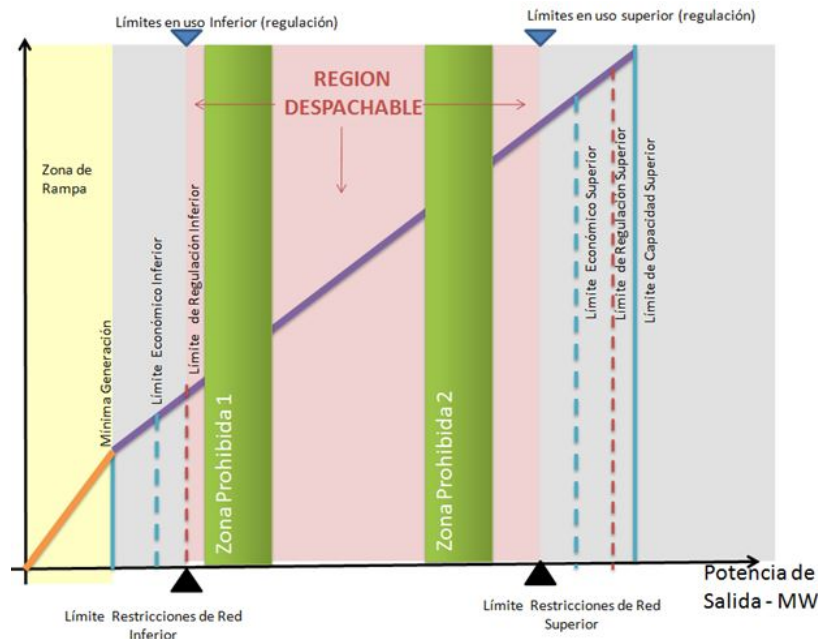 Límites en uso Inferior (regulación)
Límites en uso superior (regulación)
REGION
DESPACHABLE
Zona de
Rampa
Mínima Generación
Límite Económico Inferior
Límite de Regulación Inferior
Zona Prohibida 1
Zona Prohibida 2
Límite Económico Superior
Límite de Regulación Superior
Límite de Capacidad Superior
Potencia de
Salida - MW
Límite Restricciones de Red
Inferior
Límite Restricciones de Red
Superior